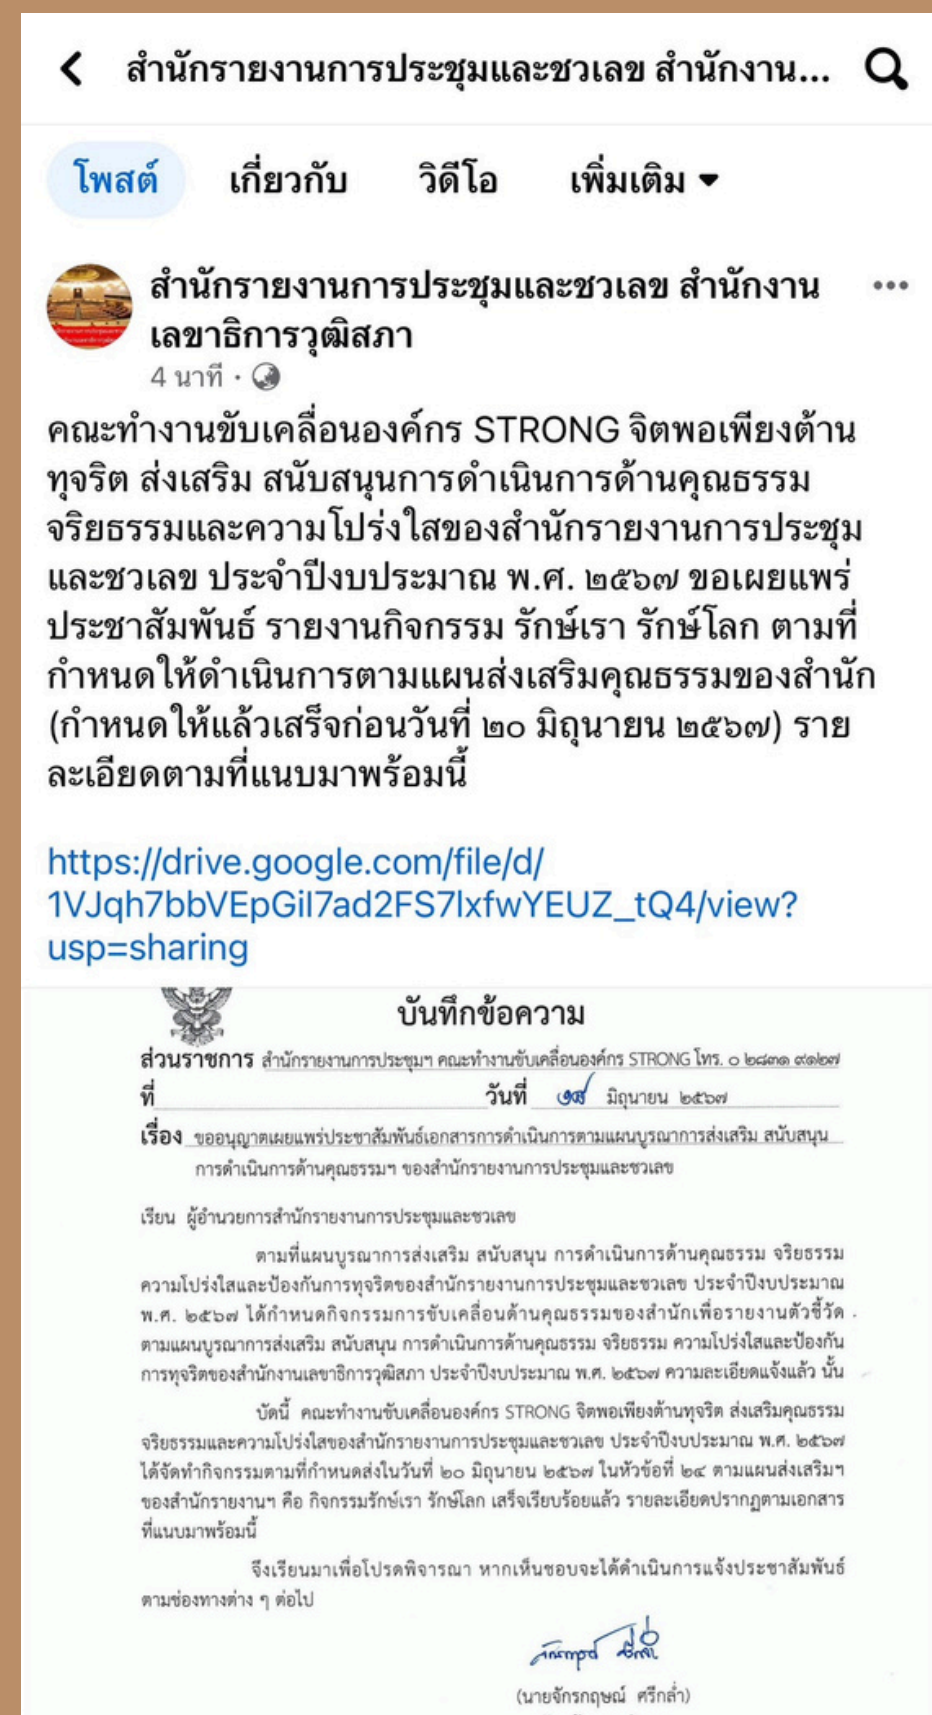 สำนักรายงานการประชุมและชวเลข สำนักงาน...
โพสต์ เกี่ยวกับ วิดีโอ เพิ่มเติม
สำนักรายงานการประชุมและชวเลข สำนักงาน
เลขาธิการวุฒิสภา
4 นาที ·
คณะทำงานขับเคลื่อนองค์กร STRONG จิตพอเพียงต้าน
ทุจริต ส่งเสริม สนับสนุนการดำเนินการด้านคุณธรรม
จริยธรรมและความโปร่งใสของสำนักรายงานการประชุม
และชวเลข ประจำปีงบประมาณ พ.ศ. ๒๕๖๗ ขอเผยแพร่
ประชาสัมพันธ์ รายงานกิจกรรม รักษ์เรา รักษ์โลก ตามที่
กำหนดให้ดำเนินการตามแผนส่งเสริมคุณธรรมของสำนัก
(กำหนดให้แล้วเสร็จก่อนวันที่ ๒๐ มิถุนายน ๒๕๖๗) ราย
ละเอียดตามที่แนบมาพร้อมนี้
https://drive.google.com/file/d/
1VJqh7bbVEpGiI7ad2FS7lxfwYEUZ_tQ4/view?
usp=sharing
บันทึกข้อความ
ส่วนราชการ สำนักรายงานการประชุมฯ คณะทำงานขับเคลื่อนองค์กร STRONG โทร. ๐ ๒๘๓๑ ๙๑๒๗
ที่ วันที่ มิถุนายน ๒๕๖๗
เรื่อง ขออนุญาตเผยแพร่ประชาสัมพันธ์เอกสารการดำเนินการตามแผนบูรณาการส่งเสริม สนับสนุน
การดำเนินการด้านคุณธรรมฯ ของสำนักรายงานการประชุมและชวเลข
เรียน ผู้อำนวยการสำนักรายงานการประชุมและชวเลข
ตามที่แผนบูรณาการส่งเสริม สนับสนุน การดำเนินการด้านคุณธรรม จริยธรรม
ความโปร่งใสและป้องกันการทุจริตของสำนักรายงานการประชุมและชวเลข ประจำปีงบประมาณ
พ.ศ. ๒๕๖๗ ได้กำหนดกิจกรรมการขับเคลื่อนด้านคุณธรรมของสำนักเพื่อรายงานตัวชี้วัด
ตามแผนบูรณาการส่งเสริม สนับสนุน การดำเนินการด้านคุณธรรม จริยธรรม ความโปร่งใสและป้องกัน
การทุจริตของสำนักงานเลขาธิการวุฒิสภา ประจำปีงบประมาณ พ.ศ. ๒๕๖๗ ความละเอียดแจ้งแล้ว นั้น
บัดนี้ คณะทำงานขับเคลื่อนองค์กร STRONG จิตพอเพียงต้านทุจริต ส่งเสริมคุณธรรม
จริยธรรมและความโปร่งใสของสำนักรายงานการประชุมและชวเลข ประจำปีงบประมาณ พ.ศ. ๒๕๖๗
ได้จัดทำกิจกรรมตามที่กำหนดส่งในวันที่ ๒๐ มิถุนายน ๒๕๖๗ ในหัวข้อที่ ๒๔ ตามแผนส่งเสริมฯ
ของสำนักรายงานฯ คือ กิจกรรมรักษ์เรา รักษ์โลก เสร็จเรียบร้อยแล้ว รายละเอียดปรากฏตามเอกสาร
ที่แนบมาพร้อมนี้
จึงเรียนมาเพื่อโปรดพิจารณา หากเห็นชอบจะได้ดำเนินการแจ้งประชาสัมพันธ์
ตามช่องทางต่าง ๆ ต่อไป
(นายจักรกฤษณ์ ศรีกล่ำ)